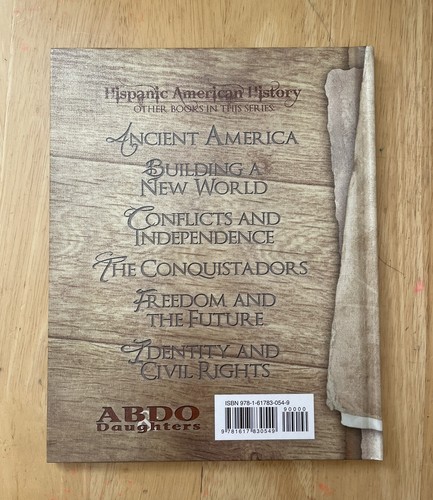 Hispanic American History
OTHER BOOKS IN THIS SERIES:
ANCIENT AMERICA
BUILDING A
NEW WORLD
CONFLICTS AND
INDEPENDENCE
THE CONQUISTADORS
FREEDOM AND
THE FUTURE
IDENTITY AND
CIVIL RIGHTS
ABDO
Daughters
ISBN 978-1-61783-054-9
90000
9 781617 830549